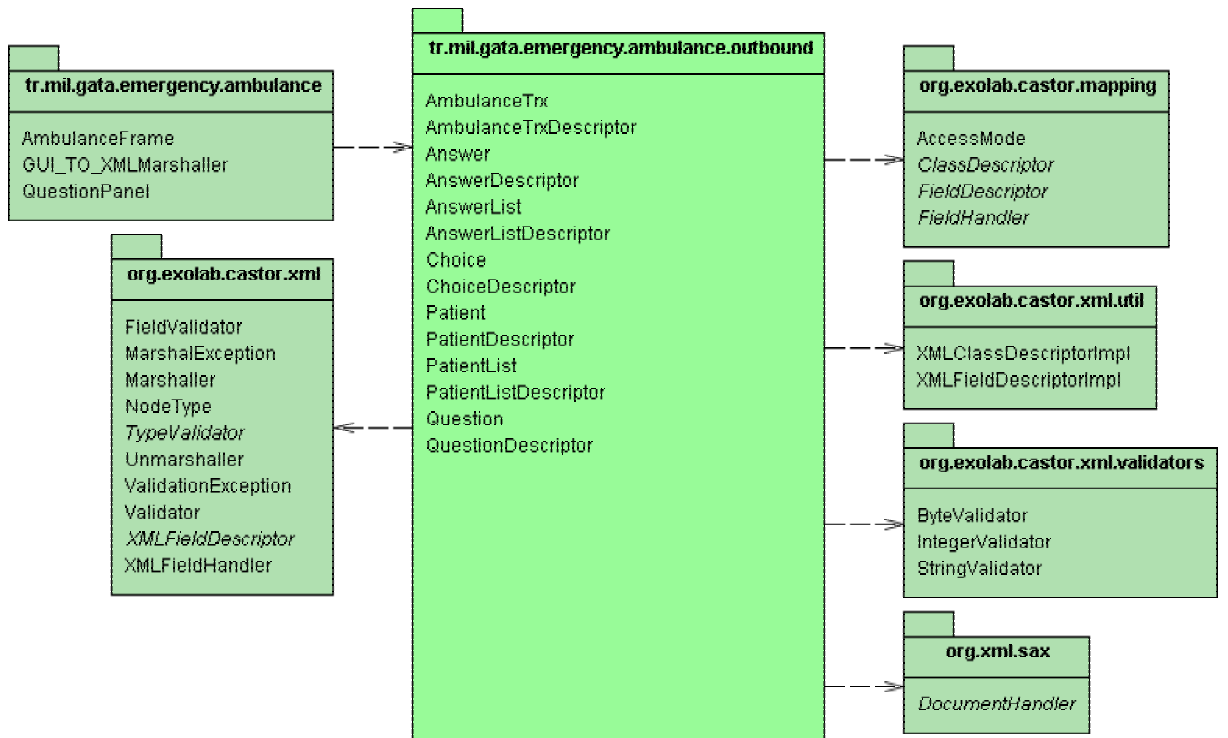 tr.mil.gata.emergency.ambulance
AmbulanceFrame
GUI_TO_XMLMarshaller
QuestionPanel
org.exolab.castor.xml
FieldValidator
MarshalException
Marshaller
NodeType
TypeValidator
Unmarshaller
ValidationException
Validator
XMLFieldDescriptor
XMLFieldHandler
tr.mil.gata.emergency.ambulance.outbound
AmbulanceTrx
AmbulanceTrxDescriptor
Answer
AnswerDescriptor
AnswerList
AnswerListDescriptor
Choice
ChoiceDescriptor
Patient
PatientDescriptor
PatientList
PatientListDescriptor
Question
QuestionDescriptor
org.exolab.castor.mapping
AccessMode
ClassDescriptor
FieldDescriptor
FieldHandler
org.exolab.castor.xml.util
XMLClassDescriptorImpl
XMLFieldDescriptorImpl
org.exolab.castor.xml.validators
ByteValidator
IntegerValidator
StringValidator
org.xml.sax
DocumentHandler